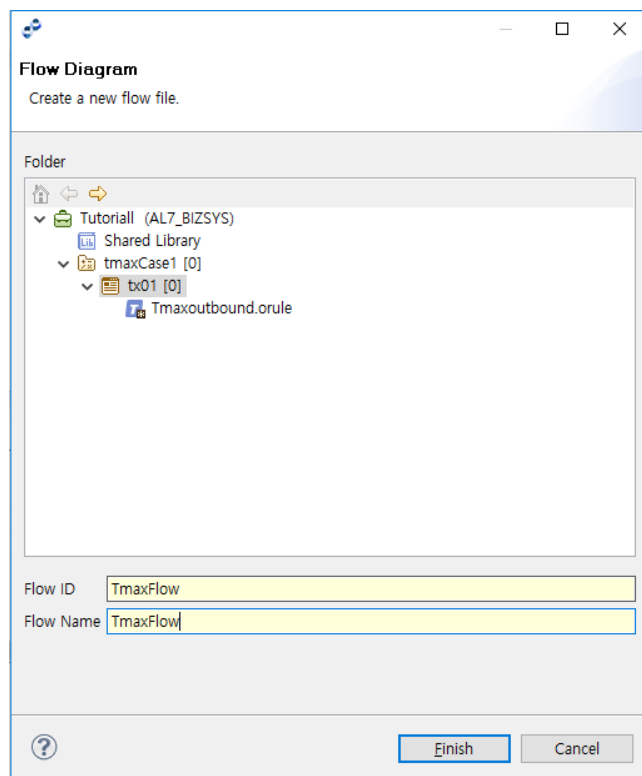 Flow Diagram
Create a new flow file.
Folder
Tutoriall (AL7_BIZSYS)
Lib Shared Library
tmaxCase1 [0]
tx01 [0]
T Tmaxoutbound.orule
Flow ID TmaxFlow
Flow Name TmaxFlow
?
Finish Cancel